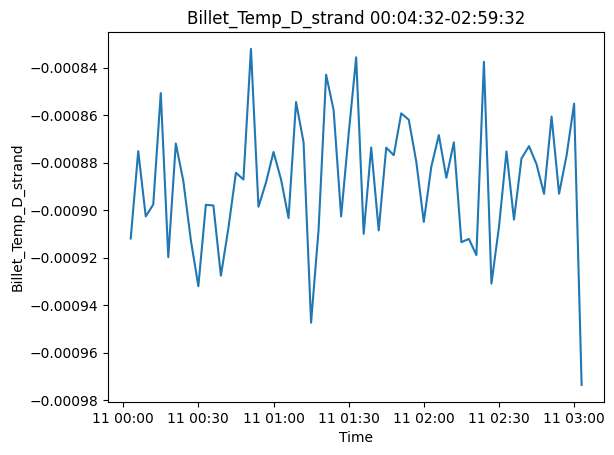 Billet_Temp_D_strand 00:04:32-02:59:32
Billet_Temp_D_strand
−0.00084
−0.00086
−0.00088
−0.00090
−0.00092
−0.00094
−0.00096
−0.00098
11 00:00 11 00:30 11 01:00 11 01:30 11 02:00 11 02:30 11 03:00
Time